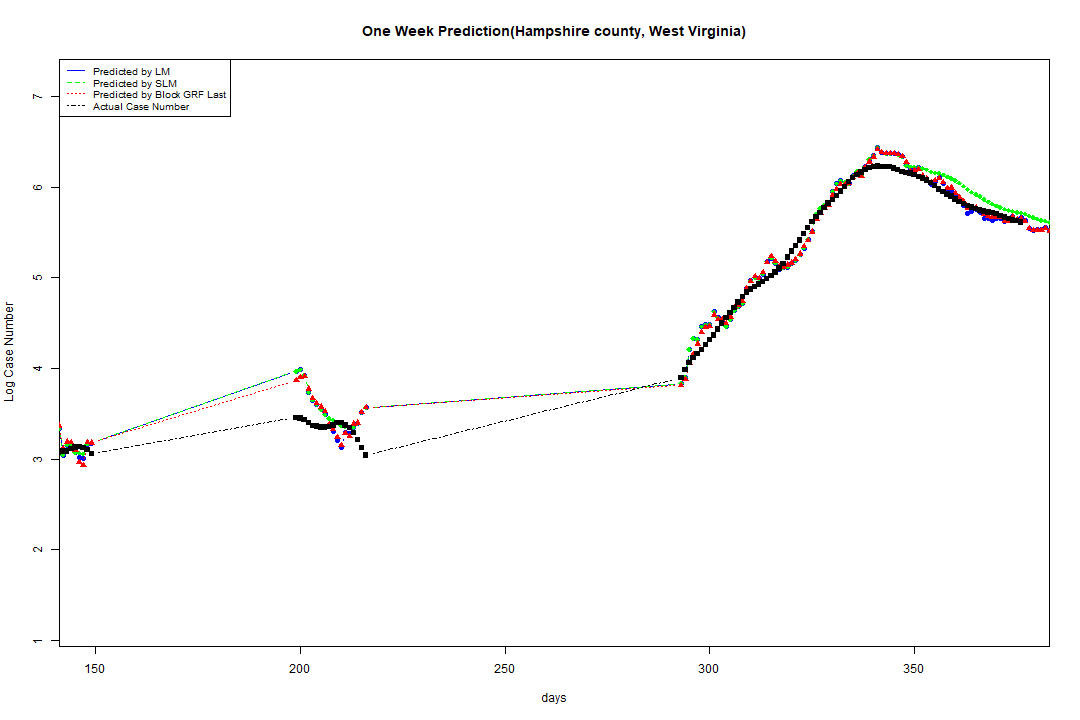 One Week Prediction(Hampshire county, West Virginia)
Predicted by LM
Predicted by SLM
Predicted by Block GRF Last
Actual Case Number
7
6
5
4
3
2
1
Log Case Number
150 200 250 300 350
days